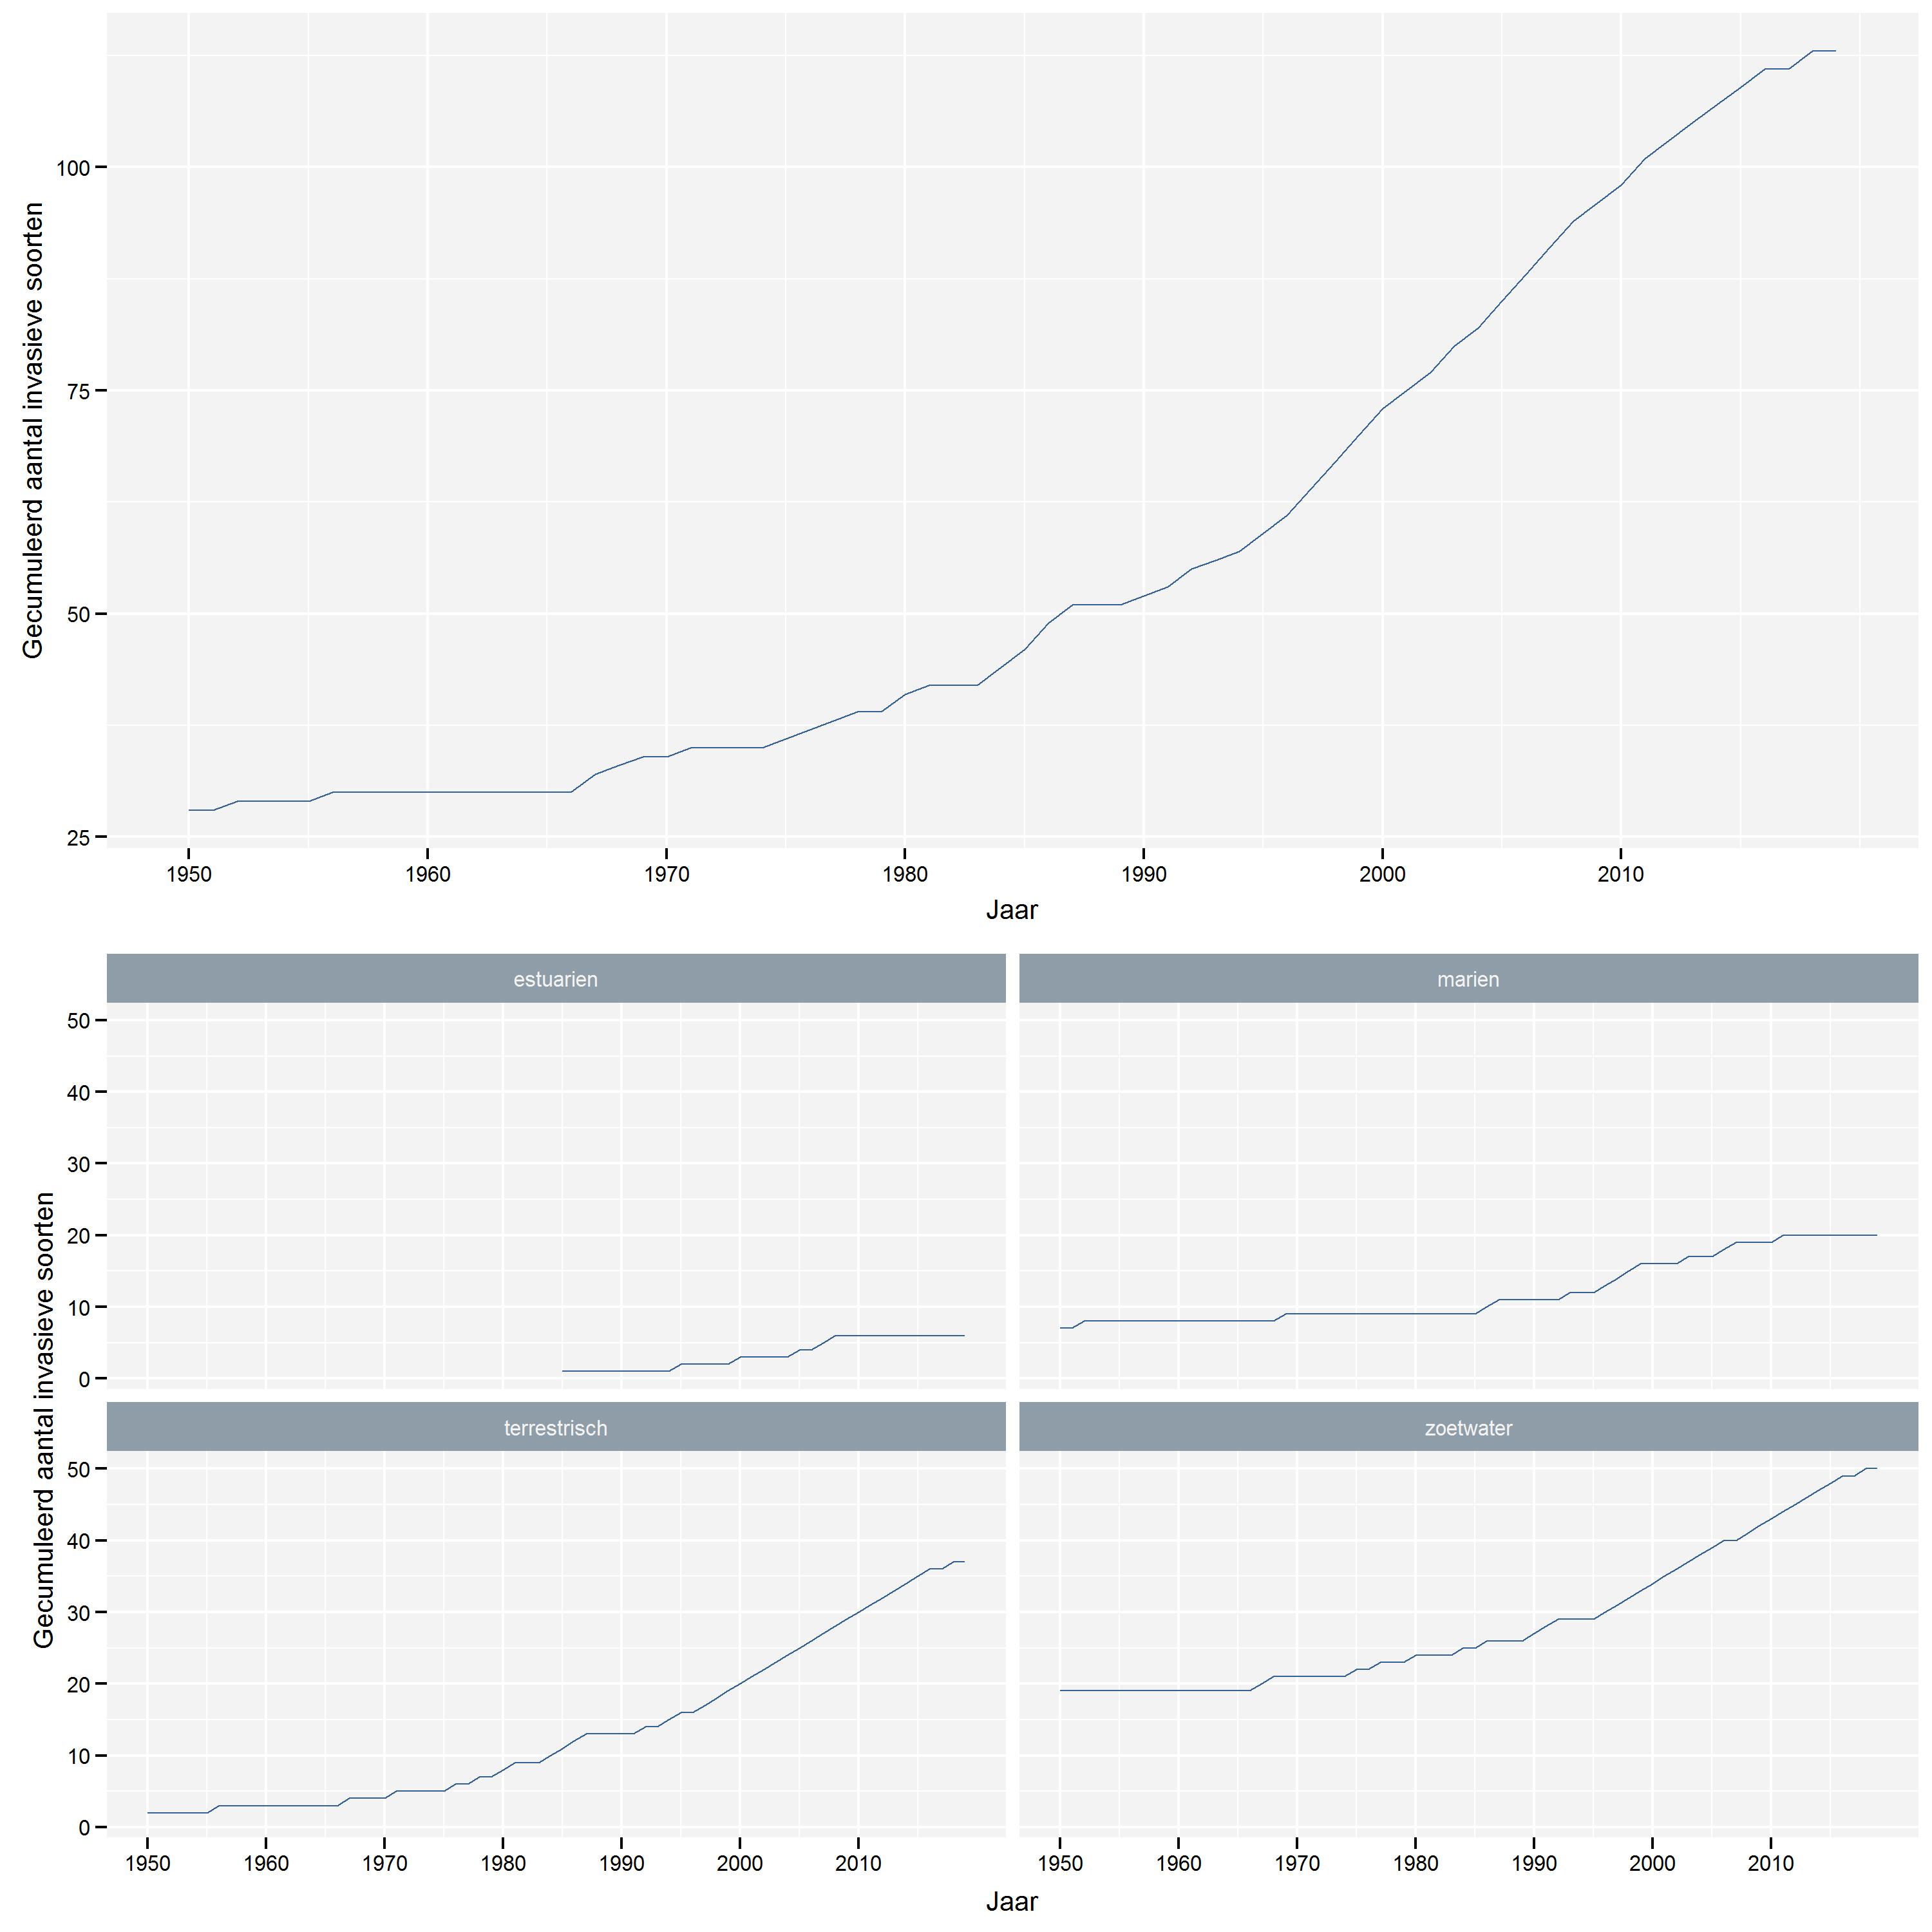 Gecumuleerd aantal invasieve soorten
100
75
50
25
1950 1960 1970 1980 1990 2000 2010
Jaar
Gecumuleerd aantal invasieve soorten
estuarien marien
50
40
30
20
10
0
terrestrisch zoetwater
50
40
30
20
10
0
1950 1960 1970 1980 1990 2000 2010 1950 1960 1970 1980 1990 2000 2010
Jaar